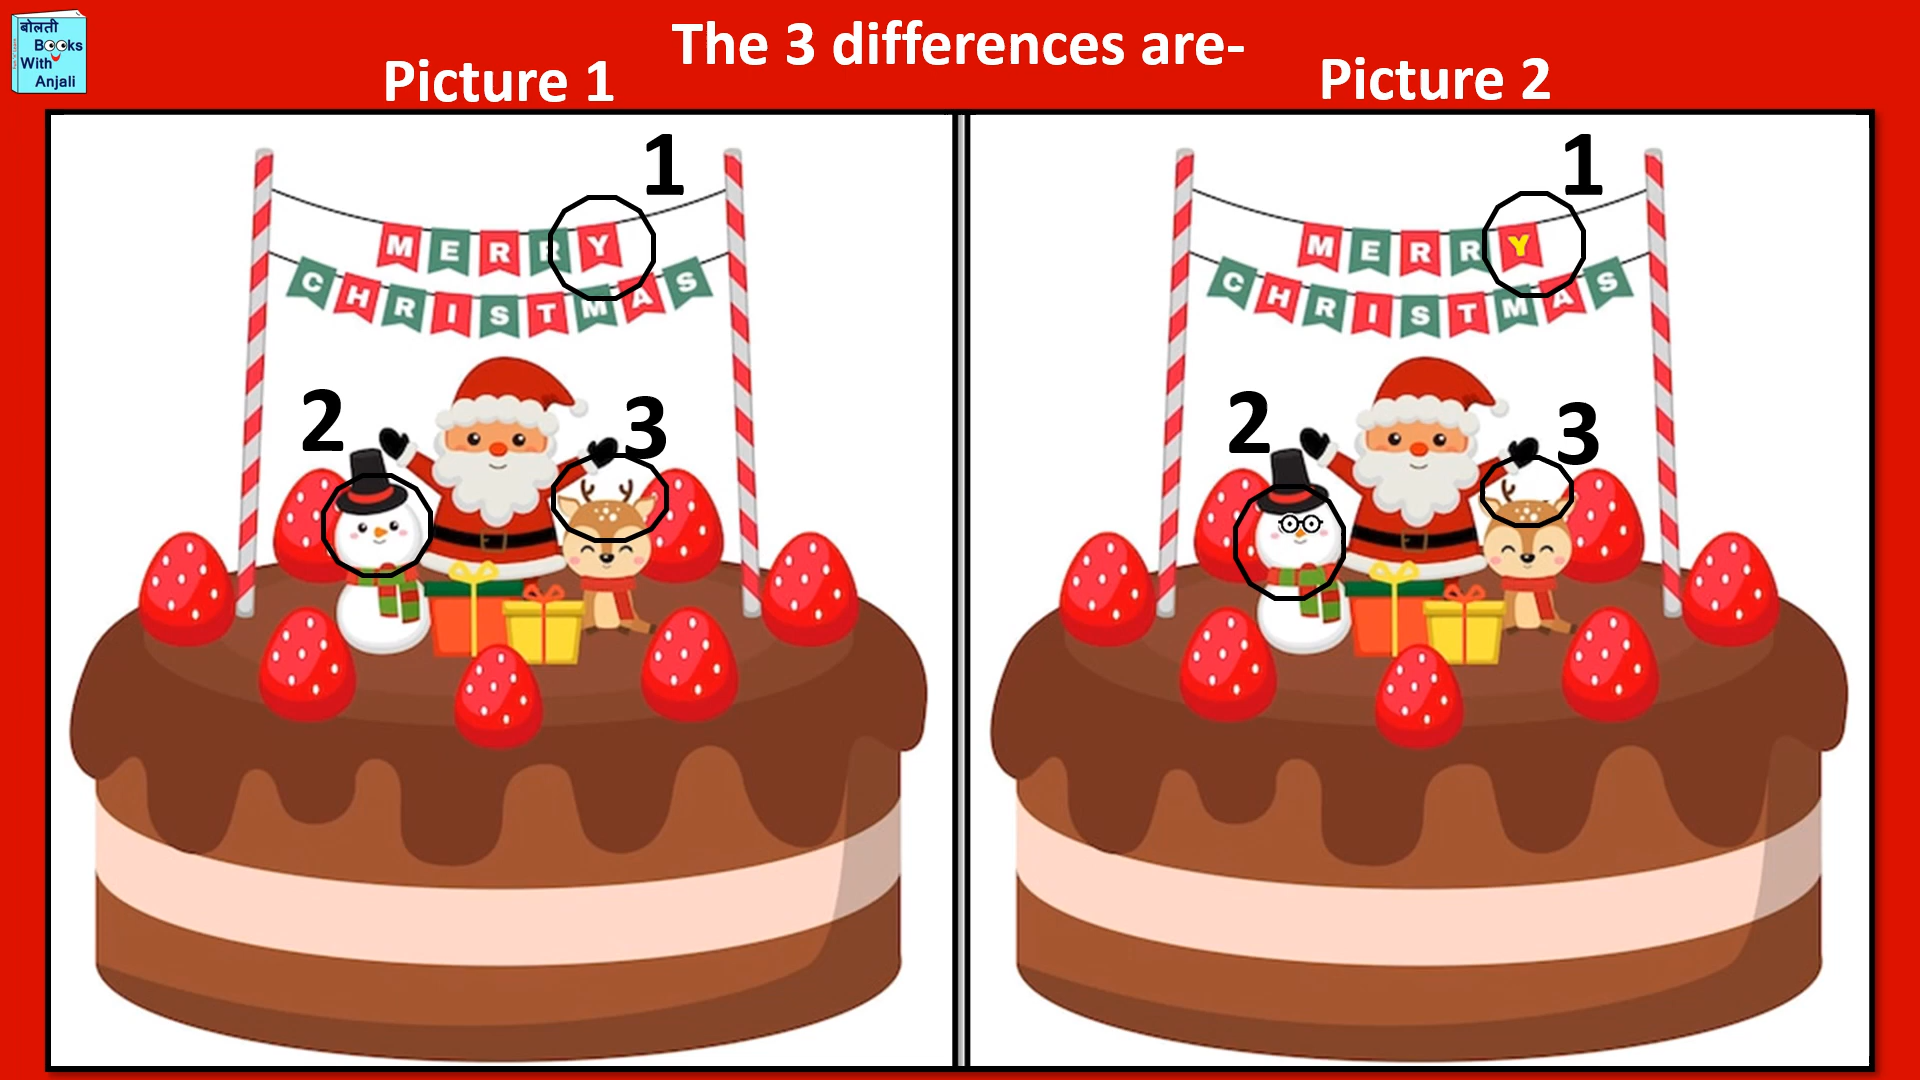 बोलती
Books
With
Anjali
The 3 differences are-
Picture 1
Picture 2
1
MERRY
CHRISTMAS
2
3
1
MERRY
CHRISTMAS
2
3